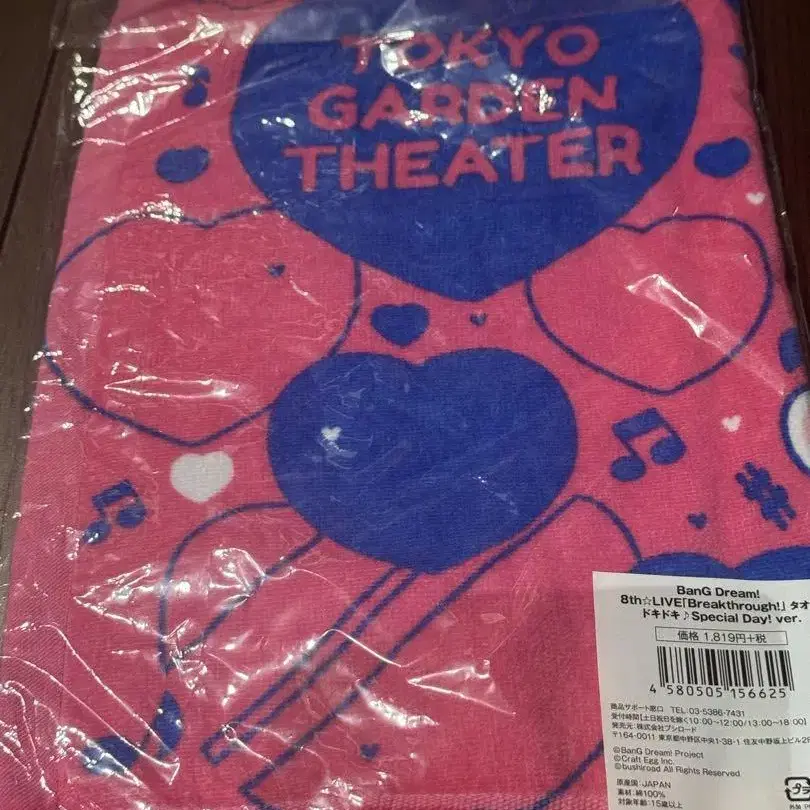 TOKYO
GARDEN
THEATER
BanG Dream!
8th☆LIVE「Breakthrough!」 タオ
ドキドキ♪Special Day! ver.
価格 1,819円+税
4 580505 156625
商品サポート窓口 TEL:03-5386-7431
受付時間【土日祝日を除く10:00~12:00/13:00~18:00】
発売元:株式会社ブシロード
〒164-0011 東京都中野区中央1-38-1 住友中野坂上ビル2F
©BanG Dream! Project
©Craft Egg Inc.
©bushiroad All Rights Reserved.
原産国:JAPAN
素材:綿100%
対象年齢:15歳以上